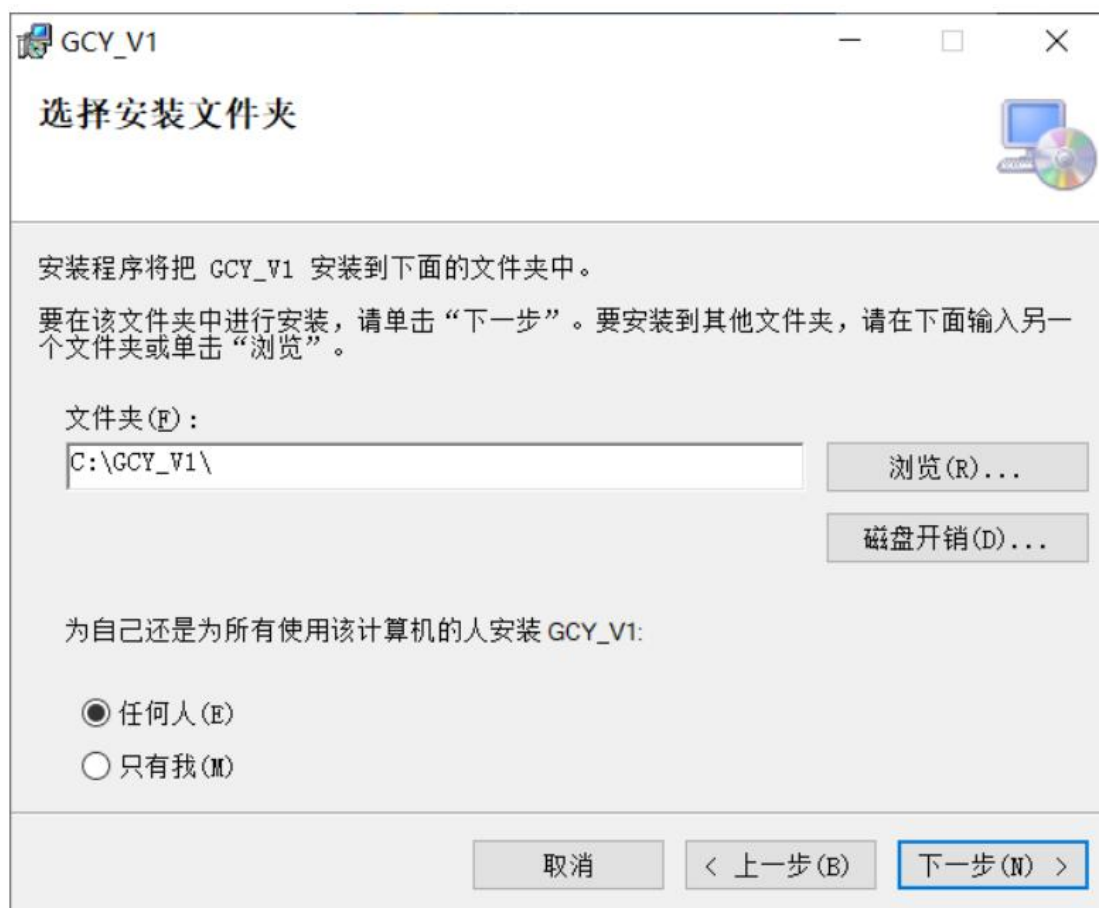 GCY_V1
选择安装文件夹
安装程序将把 GCY_V1 安装到下面的文件夹中。
要在该文件夹中进行安装，请单击“下一步”。要安装到其他文件夹，请在下面输入另一
个文件夹或单击“浏览”。
文件夹(F)：
C:\GCY_V1\
浏览(R)...
磁盘开销(D)...
为自己还是为所有使用该计算机的人安装 GCY_V1:
任何人(E)
只有我(M)
取消
< 上一步(B)
下一步(N) >